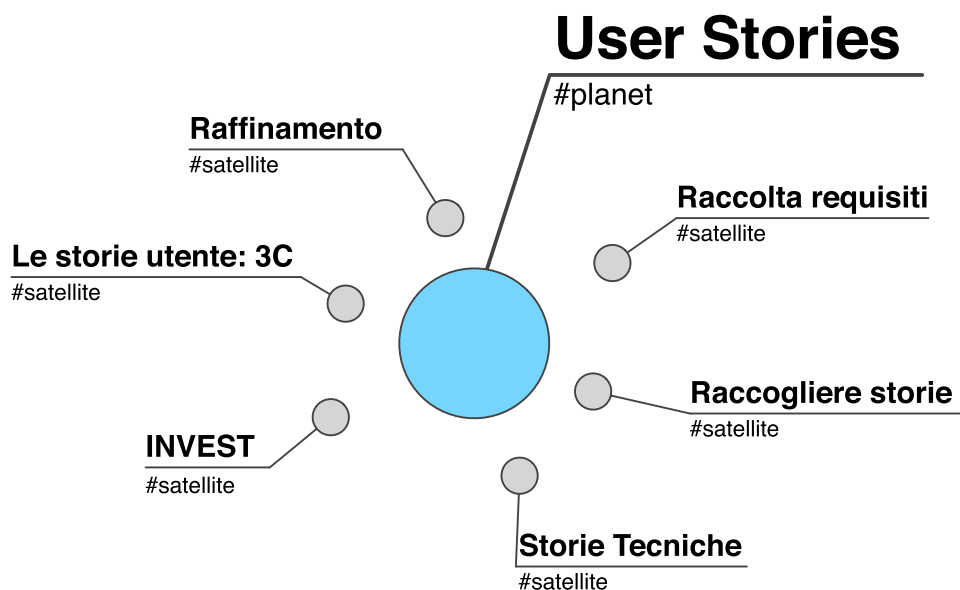 User Stories
#planet
Raffinamento
#satellite
Raccolta requisiti
#satellite
Le storie utente: 3C
#satellite
Raccogliere storie
#satellite
INVEST
#satellite
Storie Tecniche
#satellite